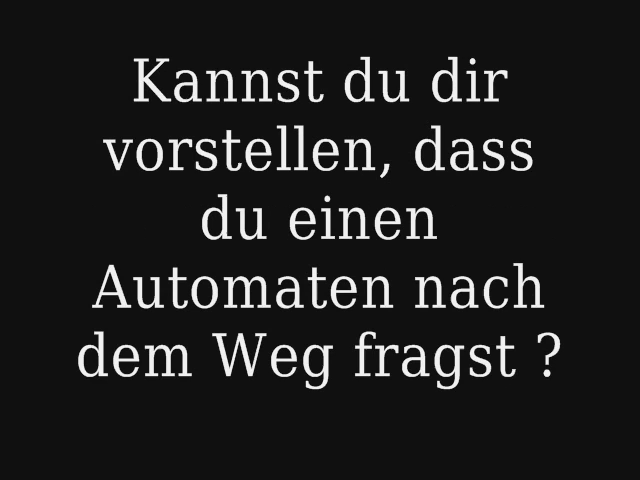 Kannst du dir
vorstellen, dass
du einen
Automaten nach
dem Weg fragst ?